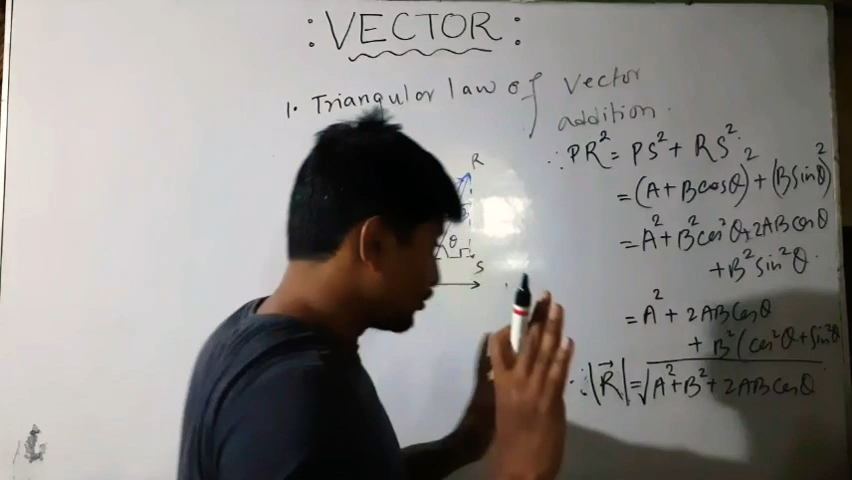 : VECTOR :
1. Triangular law of vector
addition.
∴ PR² = PS² + RS².
= (A+Bcosθ)² + (Bsinθ)²
= A² + B²cos²θ + 2ABcosθ
+ B²sin²θ.
= A² + 2ABcosθ
+ B²(cos²θ + sin²θ
∴ |R⃗| = √A²+B²+2ABcosθ
R
θ
S